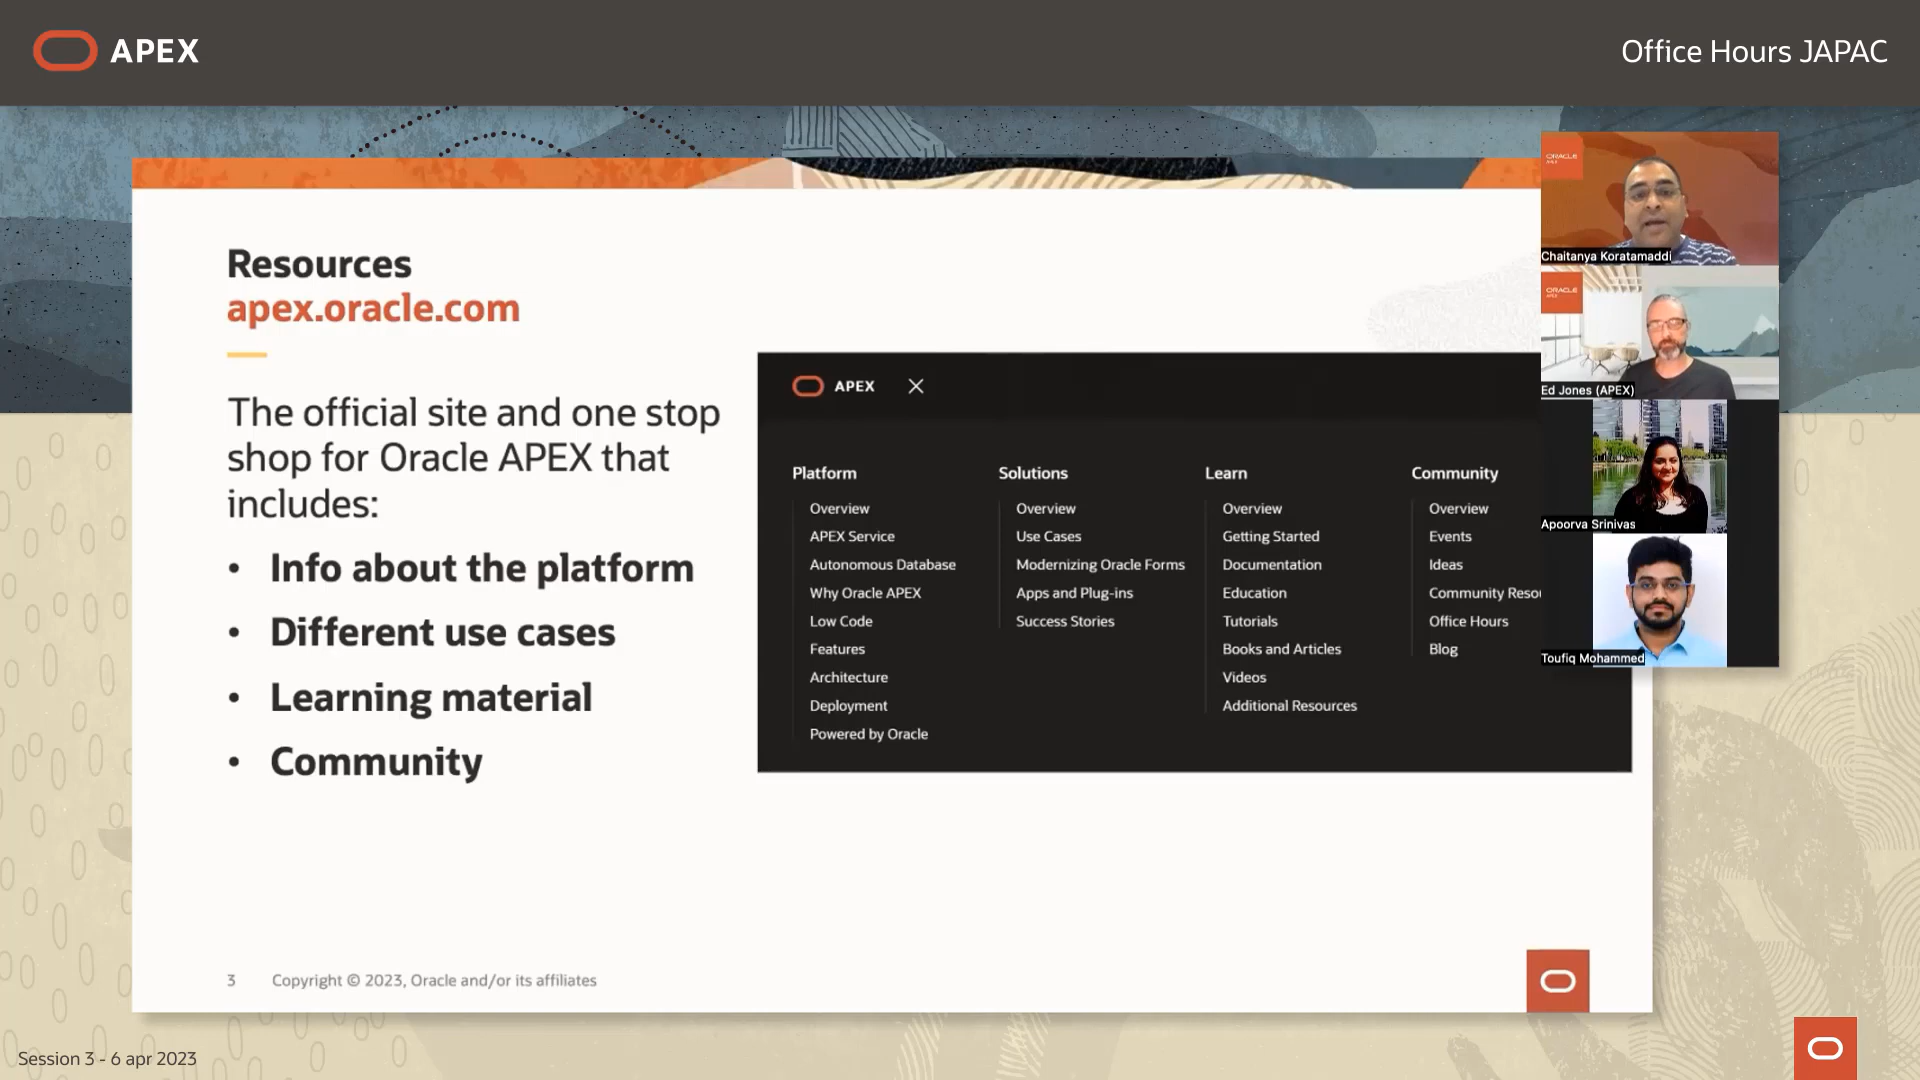 APEX
Office Hours JAPAC
Resources
apex.oracle.com
The official site and one stop
shop for Oracle APEX that
includes:
• Info about the platform
• Different use cases
• Learning material
• Community
APEX
Platform
Overview
APEX Service
Autonomous Database
Why Oracle APEX
Low Code
Features
Architecture
Deployment
Powered by Oracle
Solutions
Overview
Use Cases
Modernizing Oracle Forms
Apps and Plug-ins
Success Stories
Learn
Overview
Getting Started
Documentation
Education
Tutorials
Books and Articles
Videos
Additional Resources
Community
Overview
Events
Ideas
Community Reso
Office Hours
Blog
ORACLE
Chaitanya Koratamaddi
ORACLE
Ed Jones (APEX)
Apoorva Srinivas
Toufiq Mohammed
3 Copyright © 2023, Oracle and/or its affiliates
Session 3 - 6 apr 2023